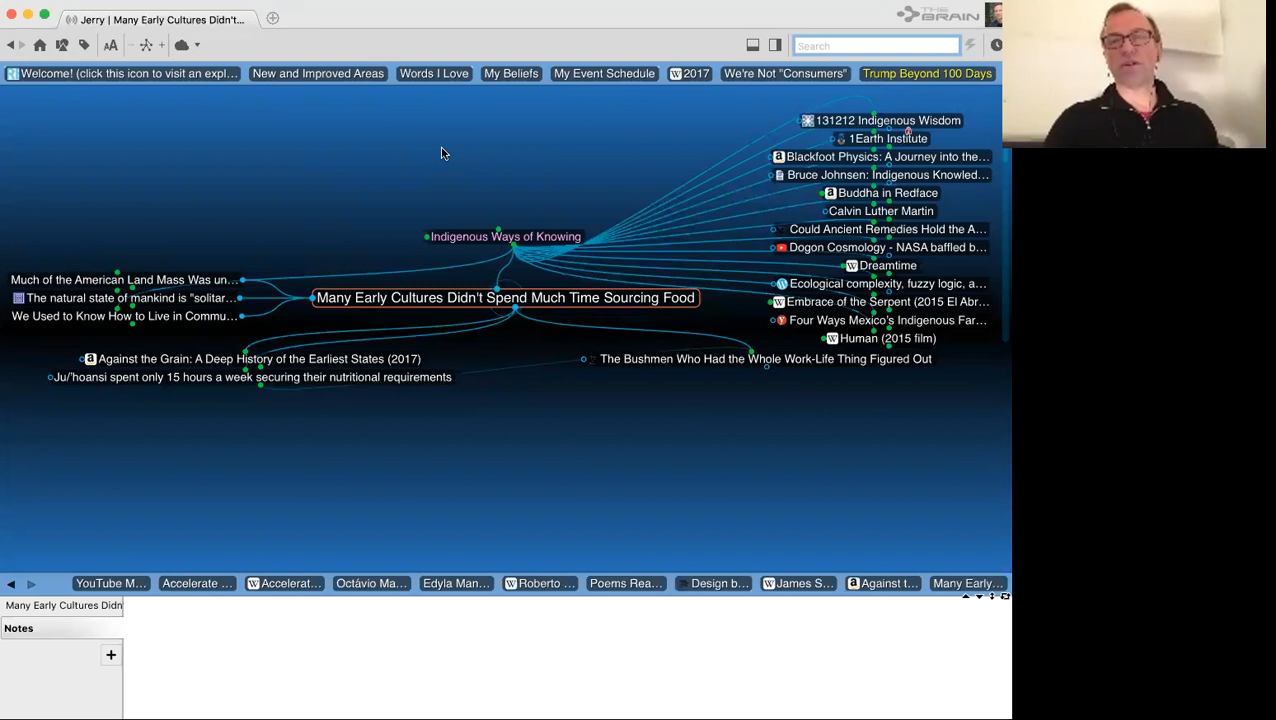 Jerry | Many Early Cultures Didn't...
THE BRAIN
Search
Welcome! (click this icon to visit an expl...
New and Improved Areas
Words I Love
My Beliefs
My Event Schedule
W 2017
We're Not "Consumers"
Trump Beyond 100 Days
131212 Indigenous Wisdom
1Earth Institute
a Blackfoot Physics: A Journey into the...
Bruce Johnsen: Indigenous Knowled...
a Buddha in Redface
Calvin Luther Martin
Could Ancient Remedies Hold the A...
Dogon Cosmology - NASA baffled b...
W Dreamtime
Ecological complexity, fuzzy logic, a...
W Embrace of the Serpent (2015 El Abr...
Y Four Ways Mexico's Indigenous Far...
W Human (2015 film)
Indigenous Ways of Knowing
Much of the American Land Mass Was un...
The natural state of mankind is "solitar...
We Used to Know How to Live in Commu...
Many Early Cultures Didn't Spend Much Time Sourcing Food
a Against the Grain: A Deep History of the Earliest States (2017)
Ju/'hoansi spent only 15 hours a week securing their nutritional requirements
The Bushmen Who Had the Whole Work-Life Thing Figured Out
YouTube M...
Accelerate ...
W Accelerat...
Octávio Ma...
Edyla Man...
W Roberto ...
Poems Rea...
Design b...
W James S...
a Against t...
Many Early...
Many Early Cultures Didn
Notes